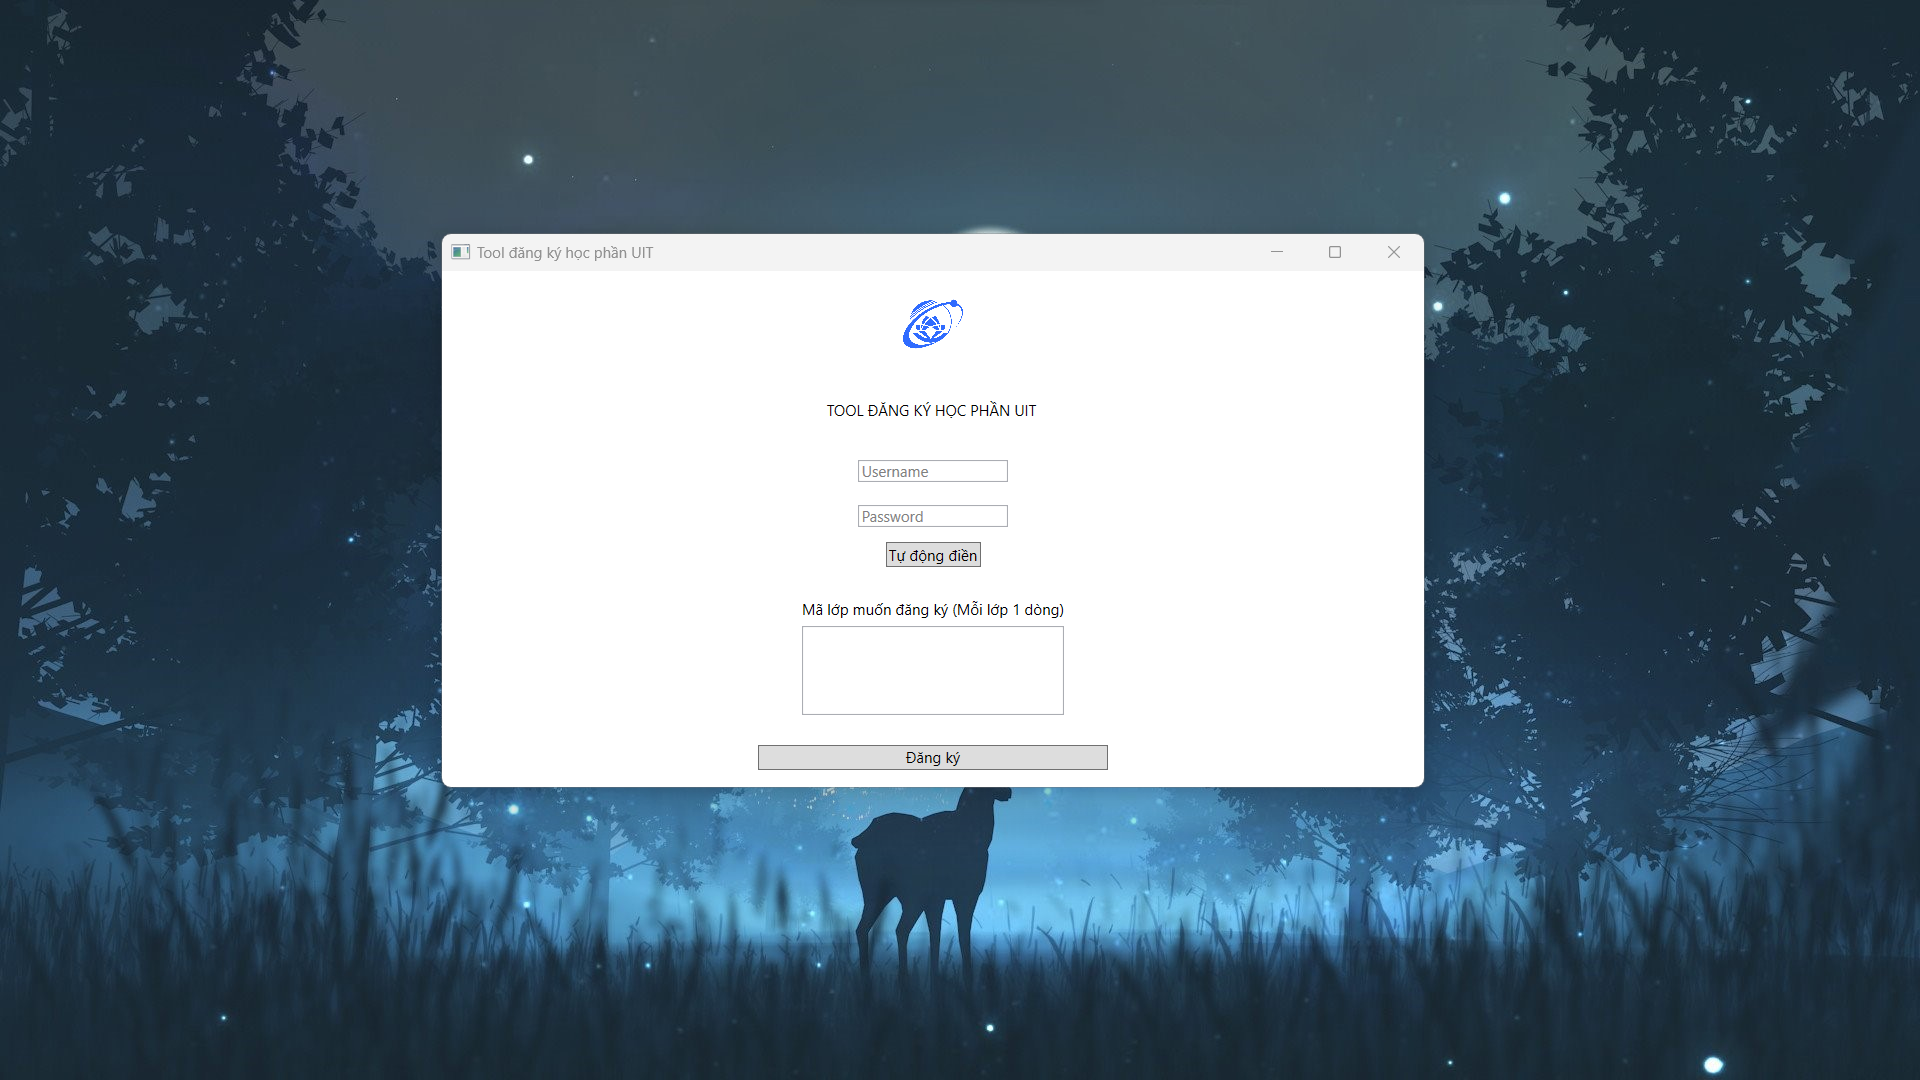 Tool đăng ký học phần UIT
TOOL ĐĂNG KÝ HỌC PHẦN UIT
Username
Password
Tự động điền
Mã lớp muốn đăng ký (Mỗi lớp 1 dòng)
Đăng ký